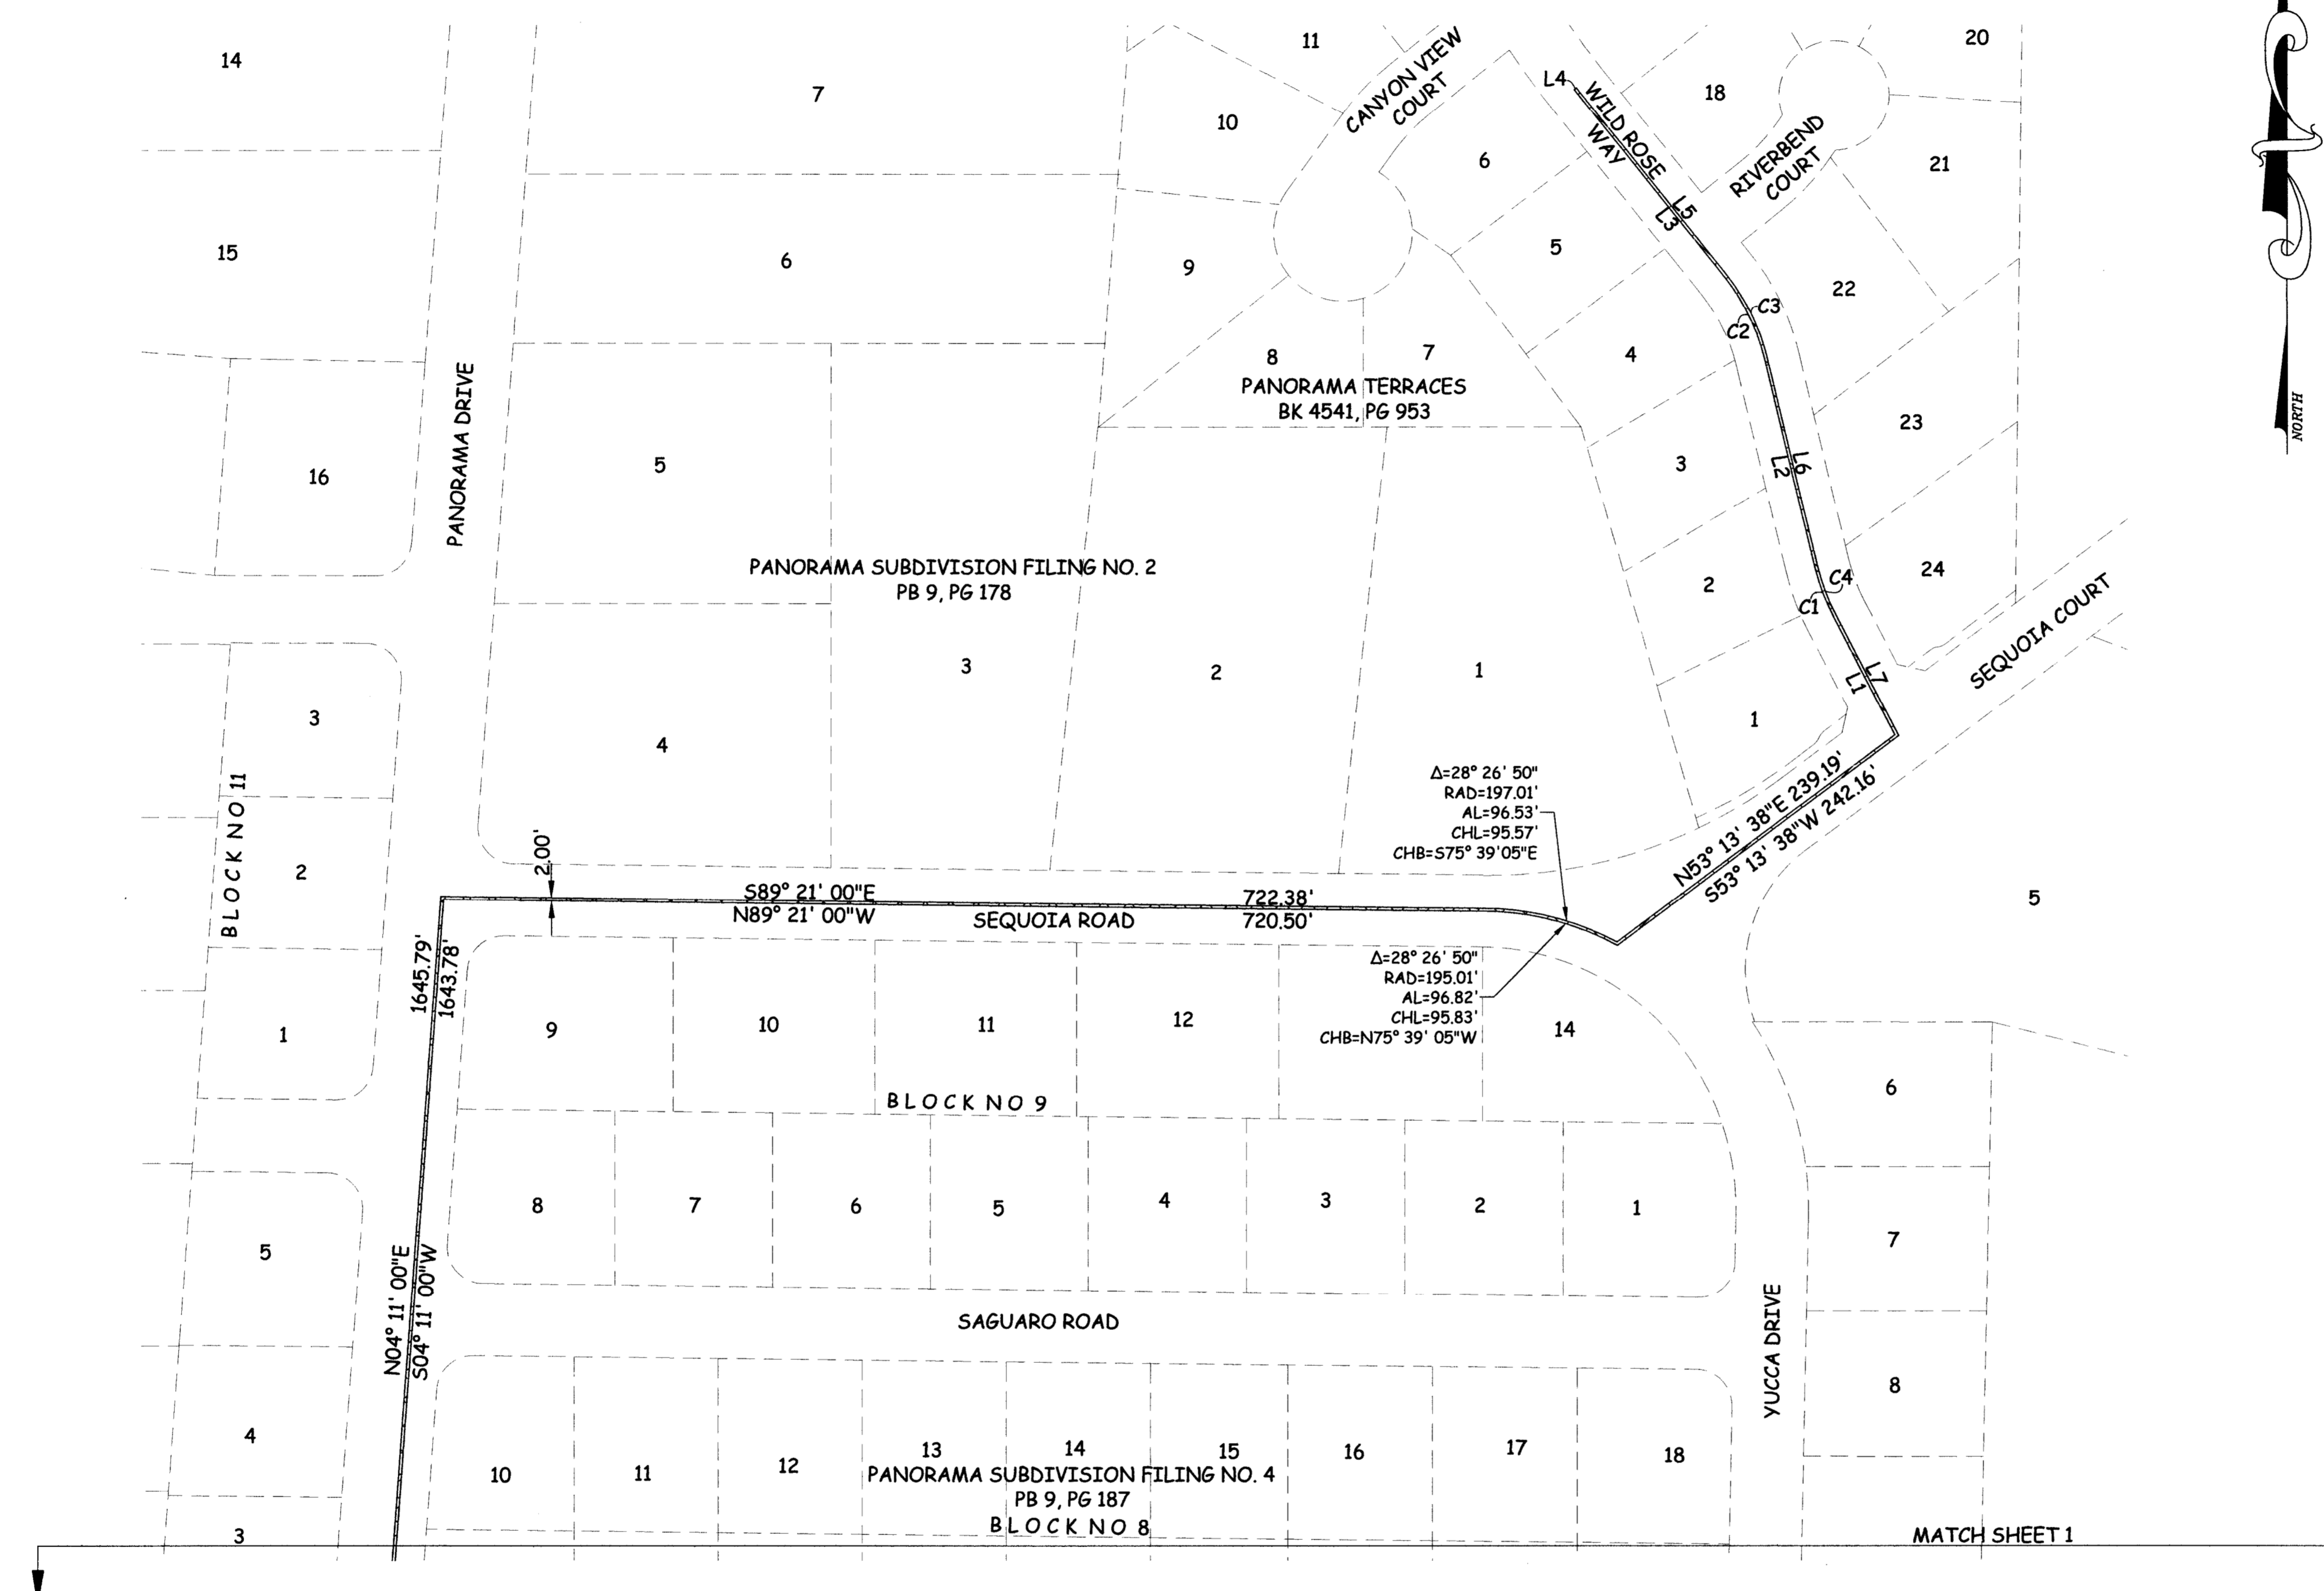 14
7
11
10
CANYON VIEW
COURT
L4
WILD ROSE
WAY
18
20
RIVERBEND
COURT
21
15
6
9
6
5
L5
L3
22
C3
C2
NORTH
PANORAMA DRIVE
16
5
8
7
PANORAMA TERRACES
BK 4541, PG 953
4
3
23
L6
L2
PANORAMA SUBDIVISION FILING NO. 2
PB 9, PG 178
2
24
C4
C1
SEQUOIA COURT
3
4
3
2
1
1
L7
L1
BLOCK NO 11
2
Δ=28° 26' 50"
RAD=197.01'
AL=96.53'
CHL=95.57'
CHB=S75° 39'05"E
N53° 13' 38"E 239.19'
S53° 13' 38"W 242.16'
5
2.00'
S89° 21' 00"E
722.38'
N89° 21' 00"W
SEQUOIA ROAD
720.50'
1645.79'
1643.78'
Δ=28° 26' 50"
RAD=195.01'
AL=96.82'
CHL=95.83'
CHB=N75° 39' 05"W
1
9
10
11
12
14
6
BLOCK NO 9
8
7
6
5
4
3
2
1
5
7
N04° 11' 00"E
S04° 11' 00"W
SAGUARO ROAD
YUCCA DRIVE
8
4
10
11
12
13
14
15
16
17
18
PANORAMA SUBDIVISION FILING NO. 4
PB 9, PG 187
BLOCK NO 8
3
MATCH SHEET 1